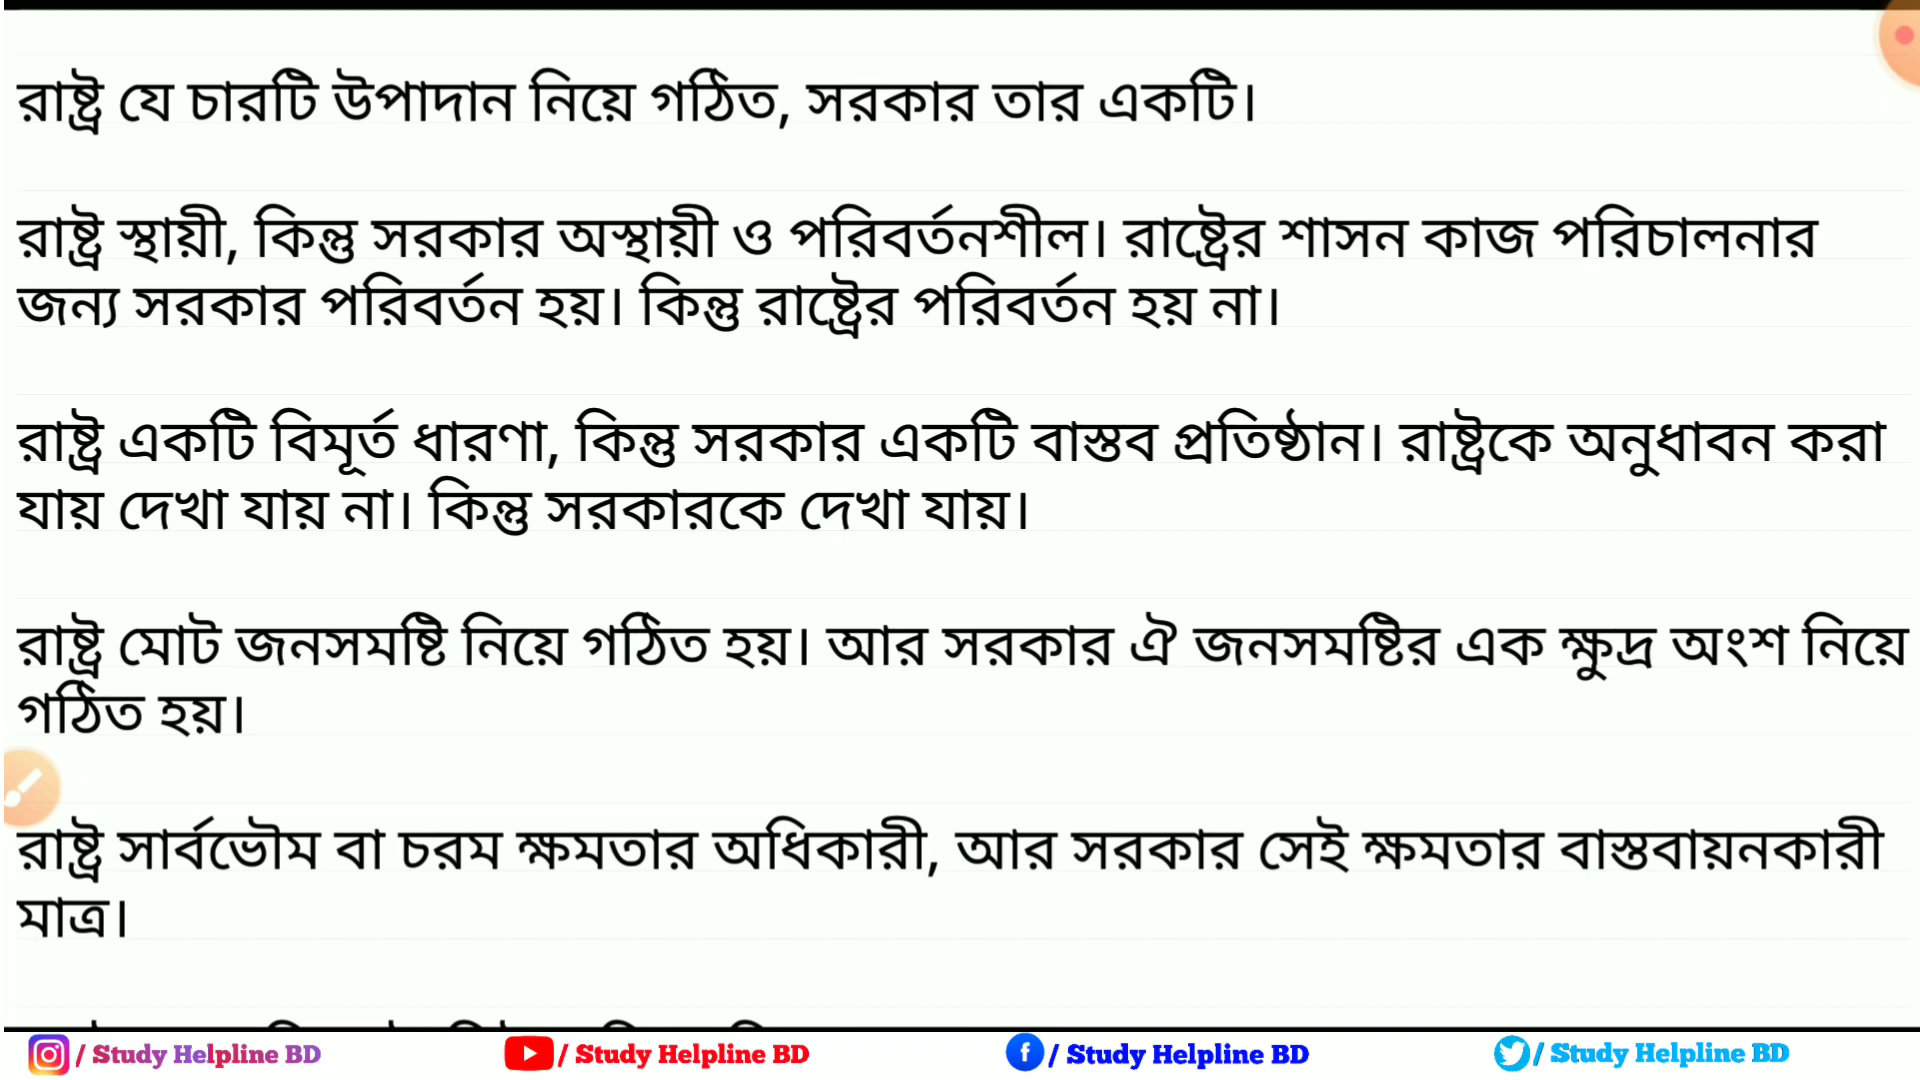 রাষ্ট্র যে চারটি উপাদান নিয়ে গঠিত, সরকার তার একটি।
রাষ্ট্র স্থায়ী, কিন্তু সরকার অস্থায়ী ও পরিবর্তনশীল। রাষ্ট্রের শাসন কাজ পরিচালনার
জন্য সরকার পরিবর্তন হয়। কিন্তু রাষ্ট্রের পরিবর্তন হয় না।
রাষ্ট্র একটি বিমূর্ত ধারণা, কিন্তু সরকার একটি বাস্তব প্রতিষ্ঠান। রাষ্ট্রকে অনুধাবন করা
যায় দেখা যায় না। কিন্তু সরকারকে দেখা যায়।
রাষ্ট্র মোট জনসমষ্টি নিয়ে গঠিত হয়। আর সরকার ঐ জনসমষ্টির এক ক্ষুদ্র অংশ নিয়ে
গঠিত হয়।
রাষ্ট্র সার্বভৌম বা চরম ক্ষমতার অধিকারী, আর সরকার সেই ক্ষমতার বাস্তবায়নকারী
মাত্র।
/ Study Helpline BD / Study Helpline BD / Study Helpline BD / Study Helpline BD